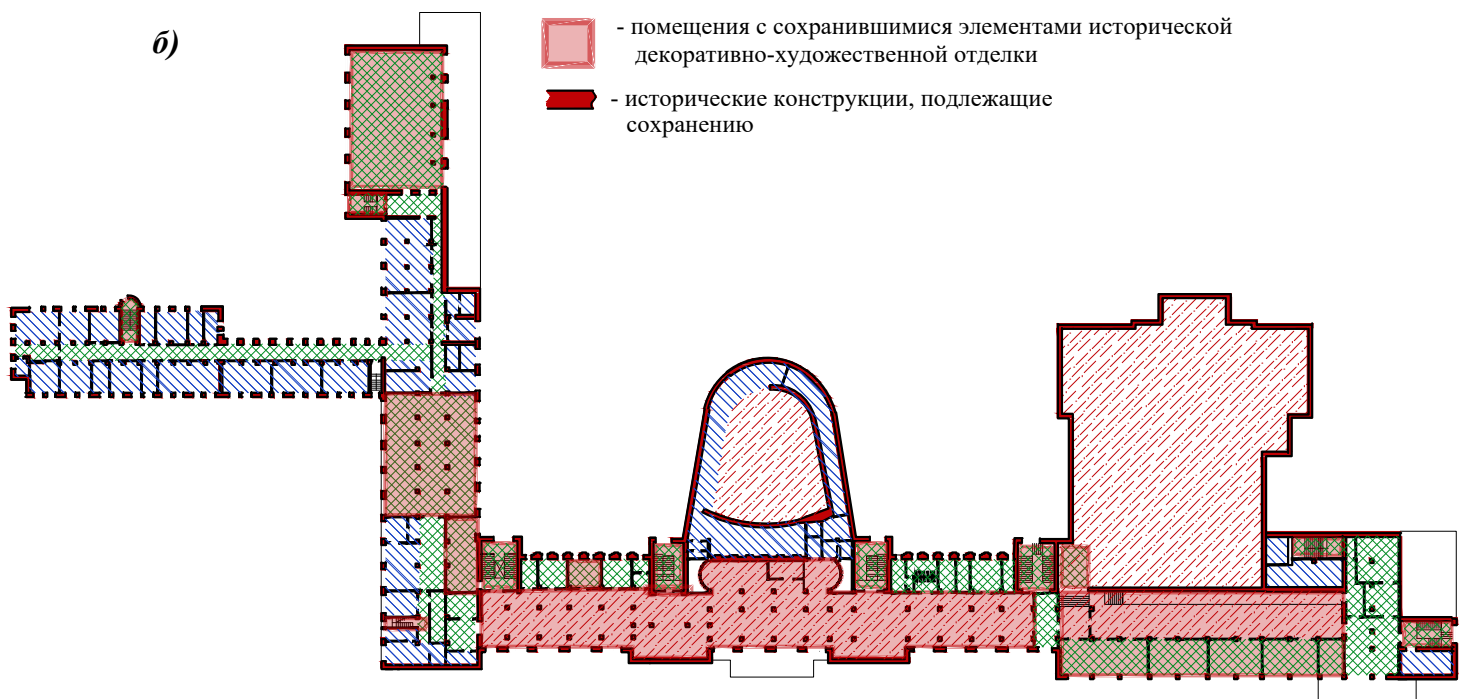 б)
- помещения с сохранившимися элементами исторической
декоративно-художественной отделки
- исторические конструкции, подлежащие
сохранению